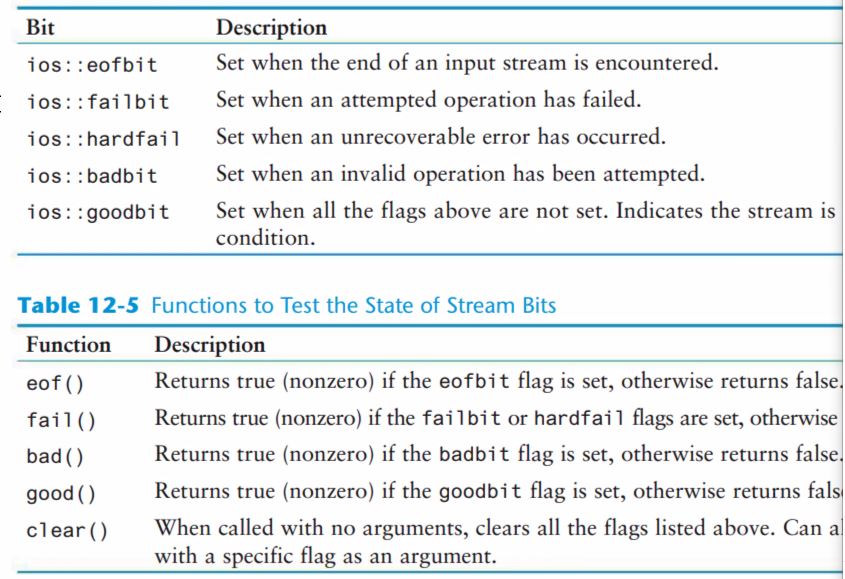 Bit Description
ios::eofbit Set when the end of an input stream is encountered.
ios::failbit Set when an attempted operation has failed.
ios::hardfail Set when an unrecoverable error has occurred.
ios::badbit Set when an invalid operation has been attempted.
ios::goodbit Set when all the flags above are not set. Indicates the stream is
condition.
Table 12-5 Functions to Test the State of Stream Bits
Function Description
eof() Returns true (nonzero) if the eofbit flag is set, otherwise returns false.
fail() Returns true (nonzero) if the failbit or hardfail flags are set, otherwise
bad() Returns true (nonzero) if the badbit flag is set, otherwise returns false.
good() Returns true (nonzero) if the goodbit flag is set, otherwise returns
clear() When called with no arguments, clears all the flags listed above. Can
with a specific flag as an argument.